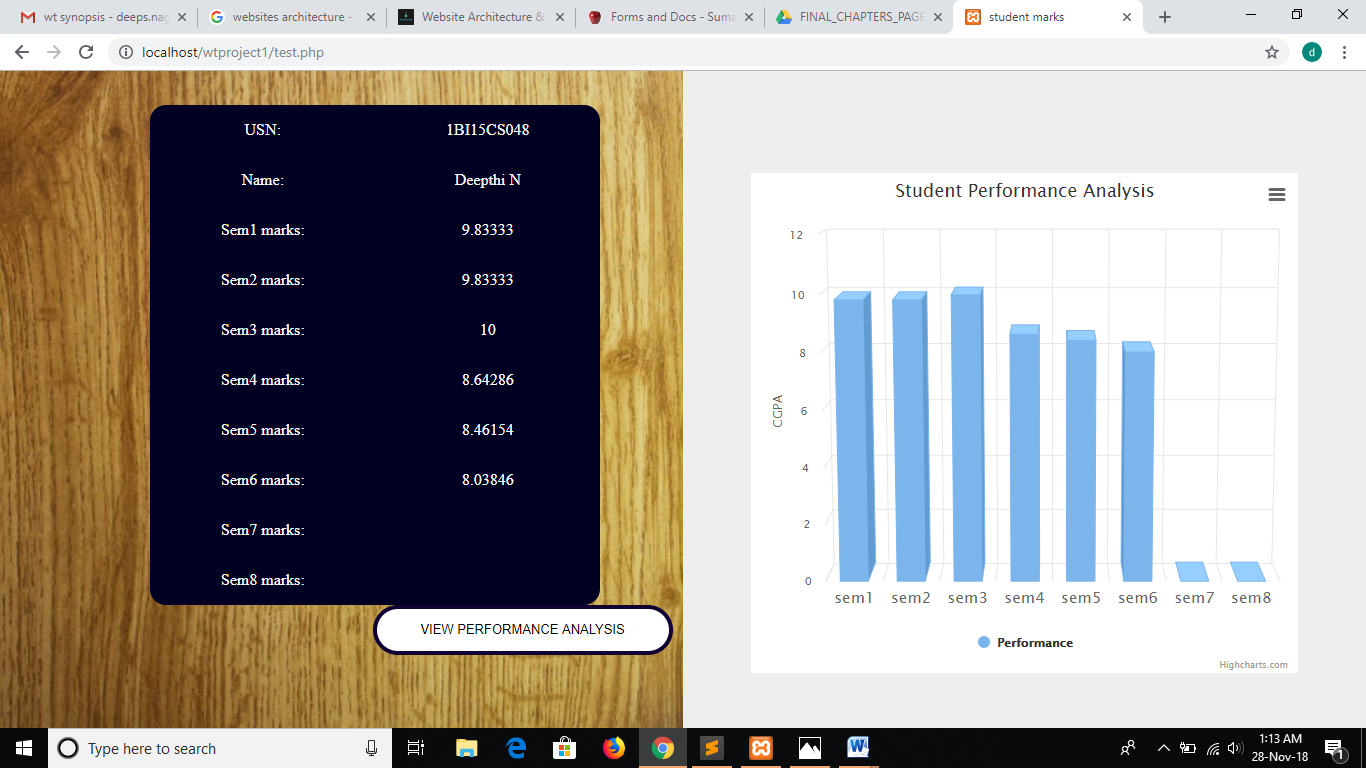 wt synopsis - deeps.nag
websites architecture -
Website Architecture &
Forms and Docs - Suma
FINAL_CHAPTERS_PAGE
student marks
localhost/wtproject1/test.php
d
USN: 1BI15CS048
Name: Deepthi N
Sem1 marks: 9.83333
Sem2 marks: 9.83333
Sem3 marks: 10
Sem4 marks: 8.64286
Sem5 marks: 8.46154
Sem6 marks: 8.03846
Sem7 marks:
Sem8 marks:
VIEW PERFORMANCE ANALYSIS
Student Performance Analysis
12
10
8
6
4
2
0
CGPA
sem1 sem2 sem3 sem4 sem5 sem6 sem7 sem8
Performance
Highcharts.com
Type here to search
1:13 AM
28-Nov-18
1